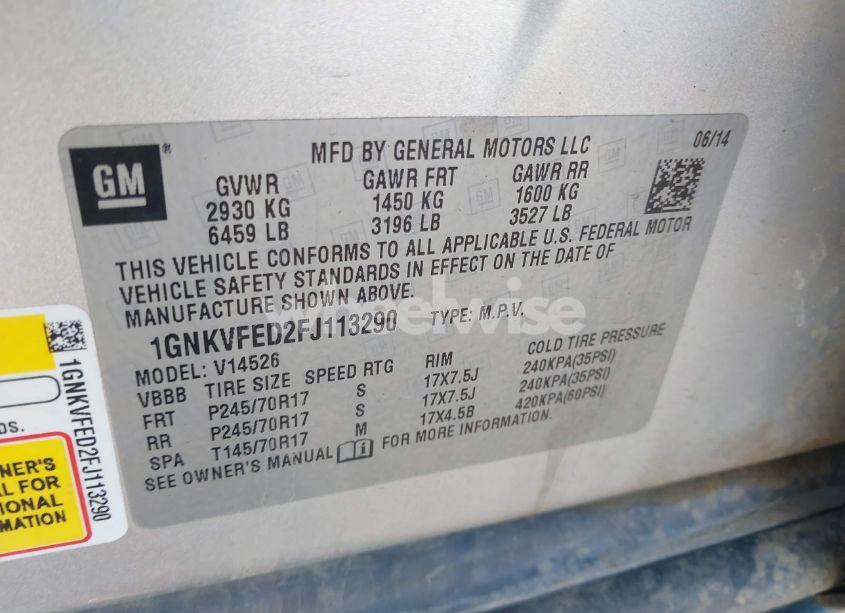 GM®
MFD BY GENERAL MOTORS LLC
06/14
GVWR GAWR FRT GAWR RR
2930 KG 1450 KG 1600 KG
6459 LB 3196 LB 3527 LB
THIS VEHICLE CONFORMS TO ALL APPLICABLE U.S. FEDERAL MOTOR
VEHICLE SAFETY STANDARDS IN EFFECT ON THE DATE OF
MANUFACTURE SHOWN ABOVE.
1GNKVFED2FJ113290 TYPE: M.P.V.
MODEL: V14526
VBBB TIRE SIZE SPEED RTG RIM COLD TIRE PRESSURE
FRT P245/70R17 S 17X7.5J 240KPA(35PSI)
RR P245/70R17 S 17X7.5J 240KPA(35PSI)
SPA T145/70R17 M 17X4.5B 420KPA(60PSI)
SEE OWNER'S MANUAL FOR MORE INFORMATION.
wheelwise
1GNKVFED2FJ113290
DS.
NER'S
AL FOR
IONAL
RMATION